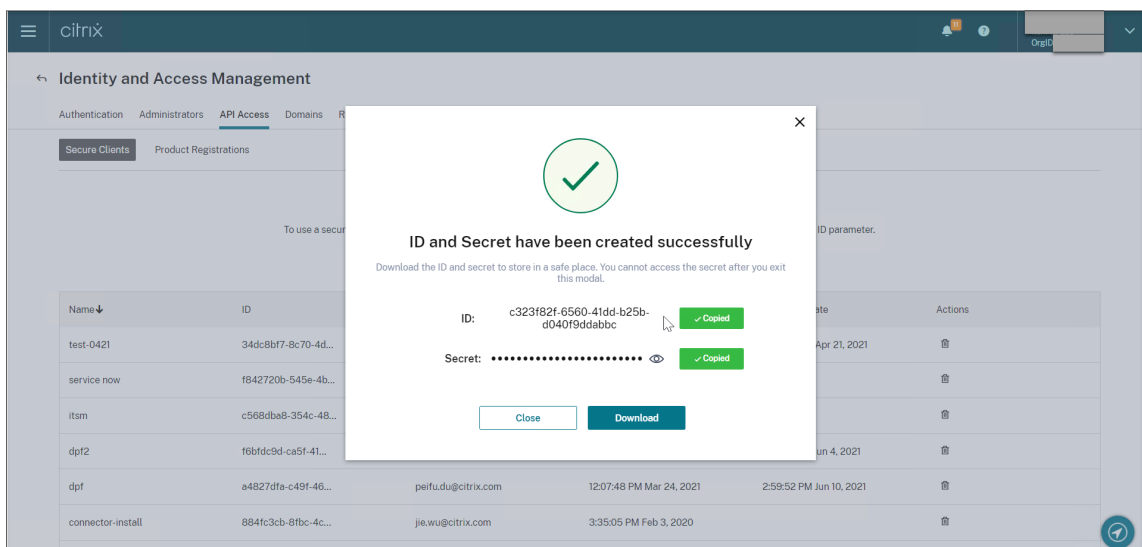 citrix
11
?
OrgID
Identity and Access Management
Authentication Administrators API Access Domains R
Secure Clients Product Registrations
To use a secur
ID parameter.
ID and Secret have been created successfully
Download the ID and secret to store in a safe place. You cannot access the secret after you exit
this modal.
ID: c323f82f-6560-41dd-b25b-
d040f9ddabbc
✓ Copied
Secret: ••••••••••••••••••••••••
✓ Copied
Close Download
Name ID ate Actions
test-0421 34dc8bf7-8c70-4d... Apr 21, 2021
service now f842720b-545e-4b...
itsm c568dba8-354c-48...
dpf2 f6bfdc9d-ca5f-41... un 4, 2021
dpf a4827dfa-c49f-46... peifu.du@citrix.com 12:07:48 PM Mar 24, 2021 2:59:52 PM Jun 10, 2021
connector-install 884fc3cb-8fbc-4c... jie.wu@citrix.com 3:35:05 PM Feb 3, 2020